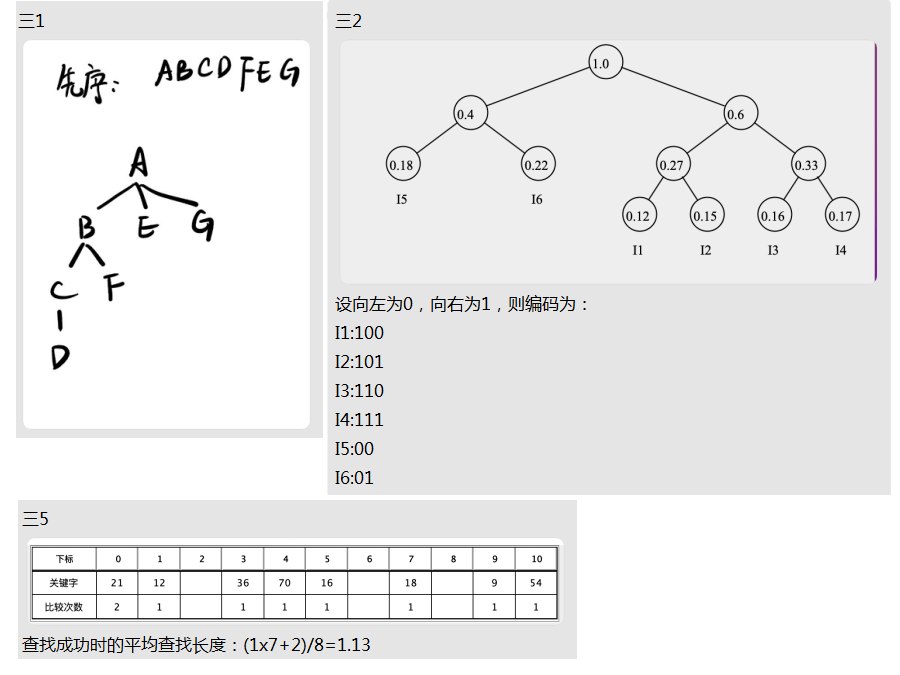 三1
先序: ABCDFEG
A
B E G
C F
D
三2
1.0
0.4 0.6
0.18 0.22 0.27 0.33
I5 I6
0.12 0.15 0.16 0.17
I1 I2 I3 I4
设向左为0，向右为1，则编码为：
I1:100
I2:101
I3:110
I4:111
I5:00
I6:01
三5
下标 0 1 2 3 4 5 6 7 8 9 10
关键字 21 12 36 70 16 18 9 54
比较次数 2 1 1 1 1 1 1 1
查找成功时的平均查找长度：(1x7+2)/8=1.13